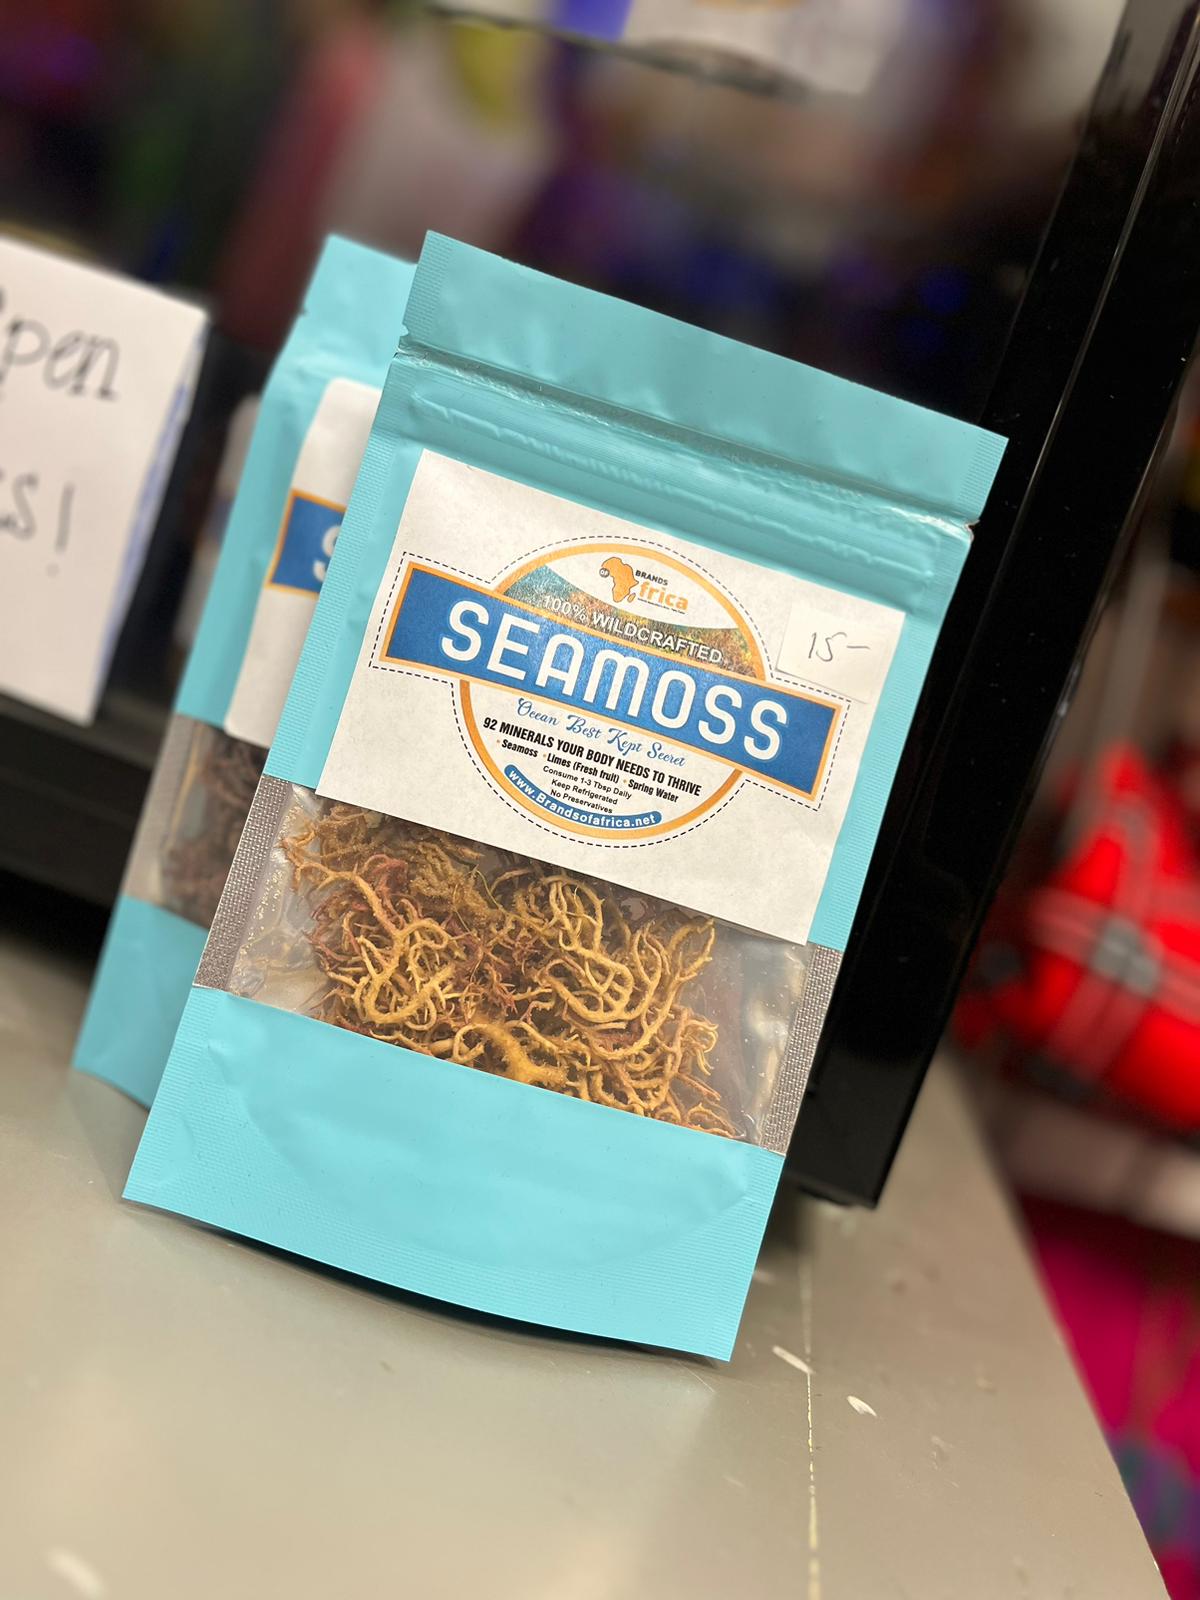 pen
s!
S
OF BRANDS
frica
100% WILDCRAFTED
SEAMOSS
15-
Ocean Best Kept Secret
92 MINERALS YOUR BODY NEEDS TO THRIVE
• Seamoss • Limes (Fresh fruit) • Spring Water
Consume 1-3 Tbsp Daily
Keep Refrigerated
No Preservatives
www.Brandsofafrica.net